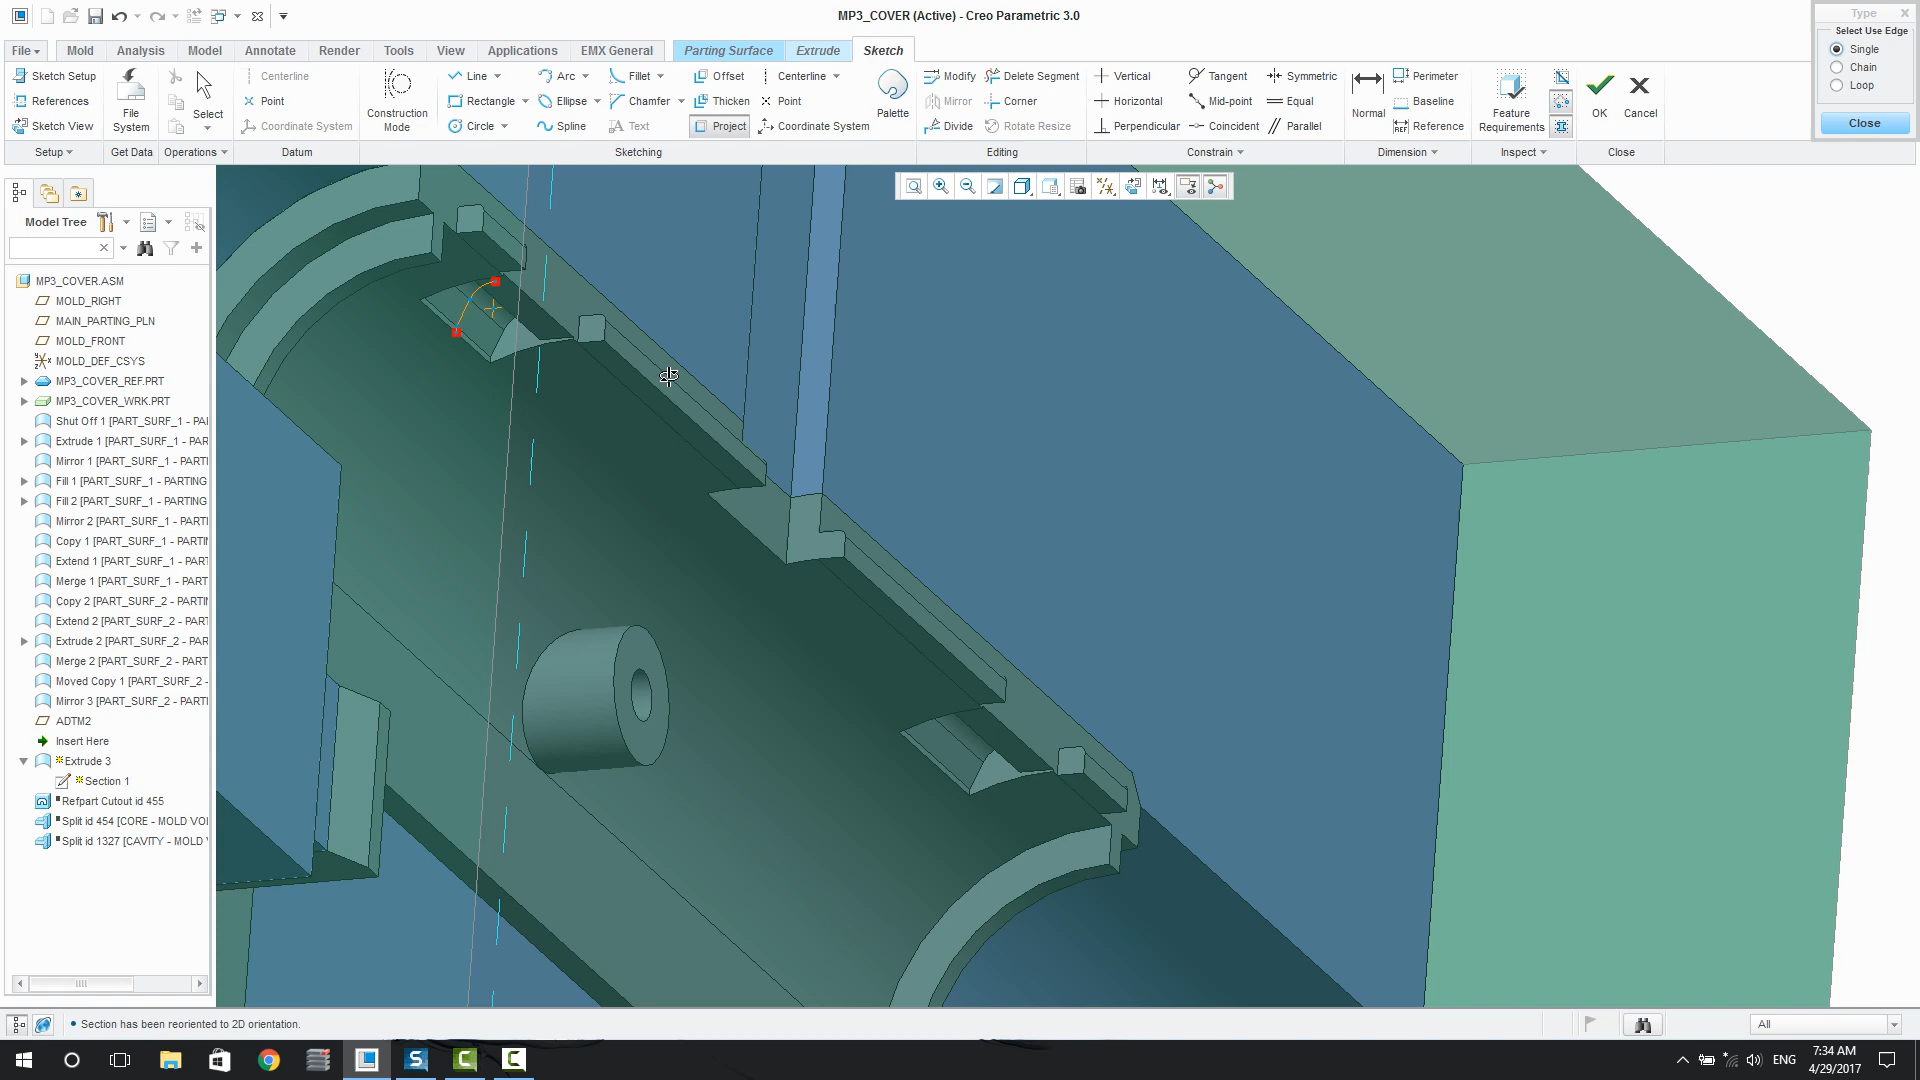 MP3_COVER (Active) - Creo Parametric 3.0
File
Mold
Analysis
Model
Annotate
Render
Tools
View
Applications
EMX General
Parting Surface
Extrude
Sketch
Sketch Setup
References
Sketch View
Setup
File System
Get Data
Select
Operations
Centerline
Point
Coordinate System
Datum
Construction Mode
Line
Arc
Fillet
Offset
Centerline
Rectangle
Ellipse
Chamfer
Thicken
Point
Circle
Spline
Text
Project
Coordinate System
Palette
Sketching
Modify
Delete Segment
Mirror
Corner
Divide
Rotate Resize
Editing
Vertical
Tangent
Symmetric
Horizontal
Mid-point
Equal
Perpendicular
Coincident
Parallel
Constrain
Normal
Perimeter
Baseline
Reference
Dimension
Feature Requirements
Inspect
OK
Cancel
Close
Type
Select Use Edge
Single
Chain
Loop
Close
Model Tree
MP3_COVER.ASM
MOLD_RIGHT
MAIN_PARTING_PLN
MOLD_FRONT
MOLD_DEF_CSYS
MP3_COVER_REF.PRT
MP3_COVER_WRK.PRT
Shut Off 1 [PART_SURF_1 - PAI
Extrude 1 [PART_SURF_1 - PAR
Mirror 1 [PART_SURF_1 - PARTI
Fill 1 [PART_SURF_1 - PARTING
Fill 2 [PART_SURF_1 - PARTING
Mirror 2 [PART_SURF_1 - PARTI
Copy 1 [PART_SURF_1 - PARTI
Extend 1 [PART_SURF_1 - PART
Merge 1 [PART_SURF_1 - PARTI
Copy 2 [PART_SURF_2 - PARTI
Extend 2 [PART_SURF_2 - PART
Extrude 2 [PART_SURF_2 - PAR
Merge 2 [PART_SURF_2 - PARTI
Moved Copy 1 [PART_SURF_2 -
Mirror 3 [PART_SURF_2 - PARTI
ADTM2
Insert Here
Extrude 3
Section 1
Refpart Cutout id 455
Split id 454 [CORE - MOLD VOI
Split id 1327 [CAVITY - MOLD
Section has been reoriented to 2D orientation.
All
ENG
7:34 AM
4/29/2017